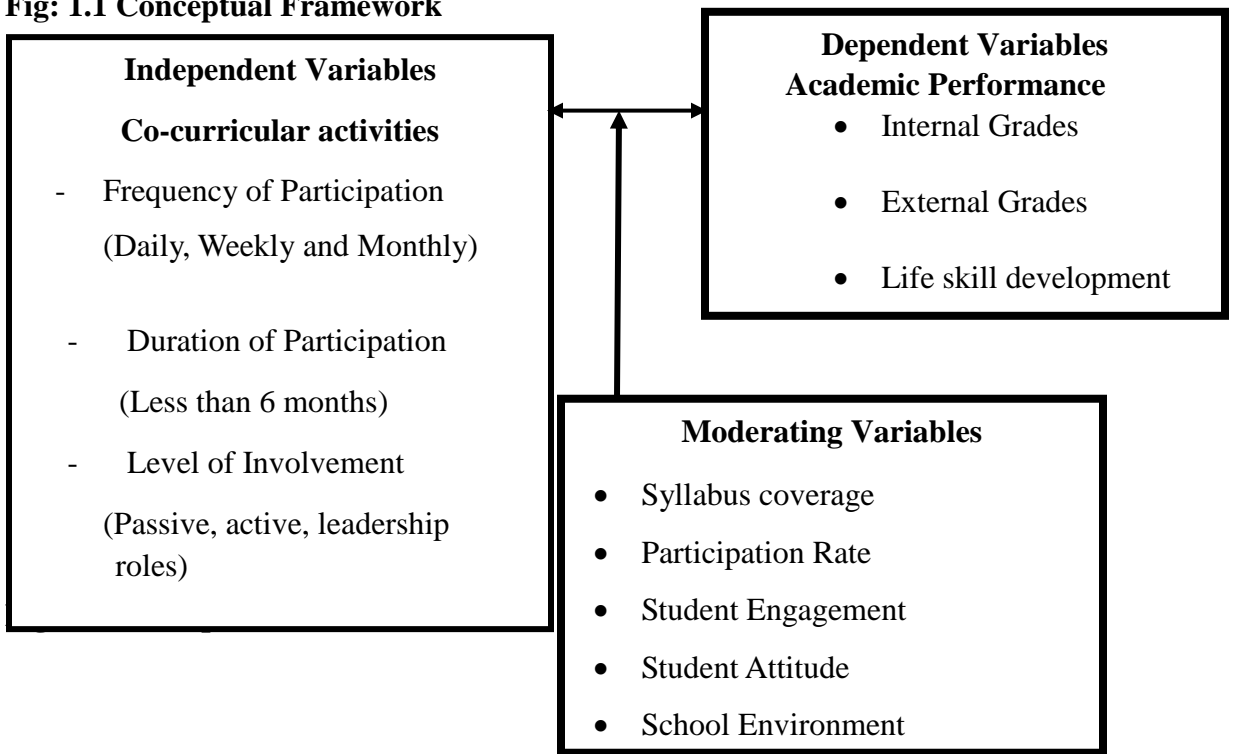 Fig: 1.1 Conceptual Framework
Independent Variables
Co-curricular activities
- Frequency of Participation
(Daily, Weekly and Monthly)
- Duration of Participation
(Less than 6 months)
- Level of Involvement
(Passive, active, leadership
roles)
Dependent Variables
Academic Performance
• Internal Grades
• External Grades
• Life skill development
Moderating Variables
• Syllabus coverage
• Participation Rate
• Student Engagement
• Student Attitude
• School Environment